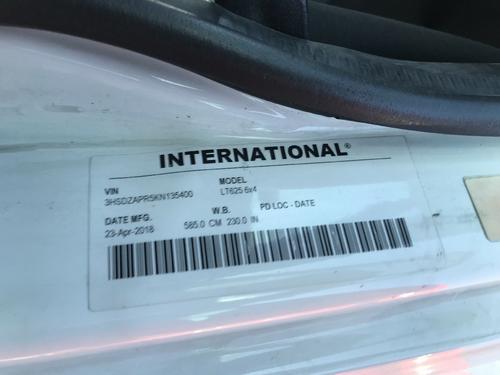 INTERNATIONAL®
VIN MODEL
3HSDZAPR5KN135400 LT625 6x4
DATE MFG. W.B. PD LOC - DATE
23-Apr-2018 585.0 CM 230.0 IN